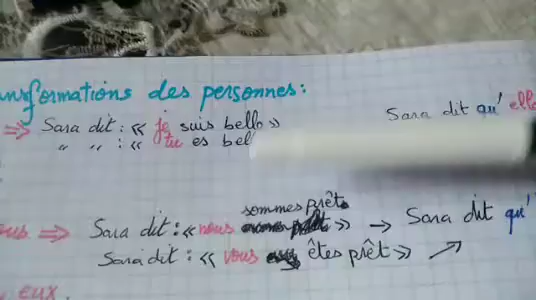 ansformations des personnes:
⇒ Sara dit : « je suis belle » Sara dit qu' elle
" " : « tu es bel
ous ⇒ Sara dit : « nous sommes prêts » → Sara dit qu'
Sara dit : « vous êtes prêt »
eux.